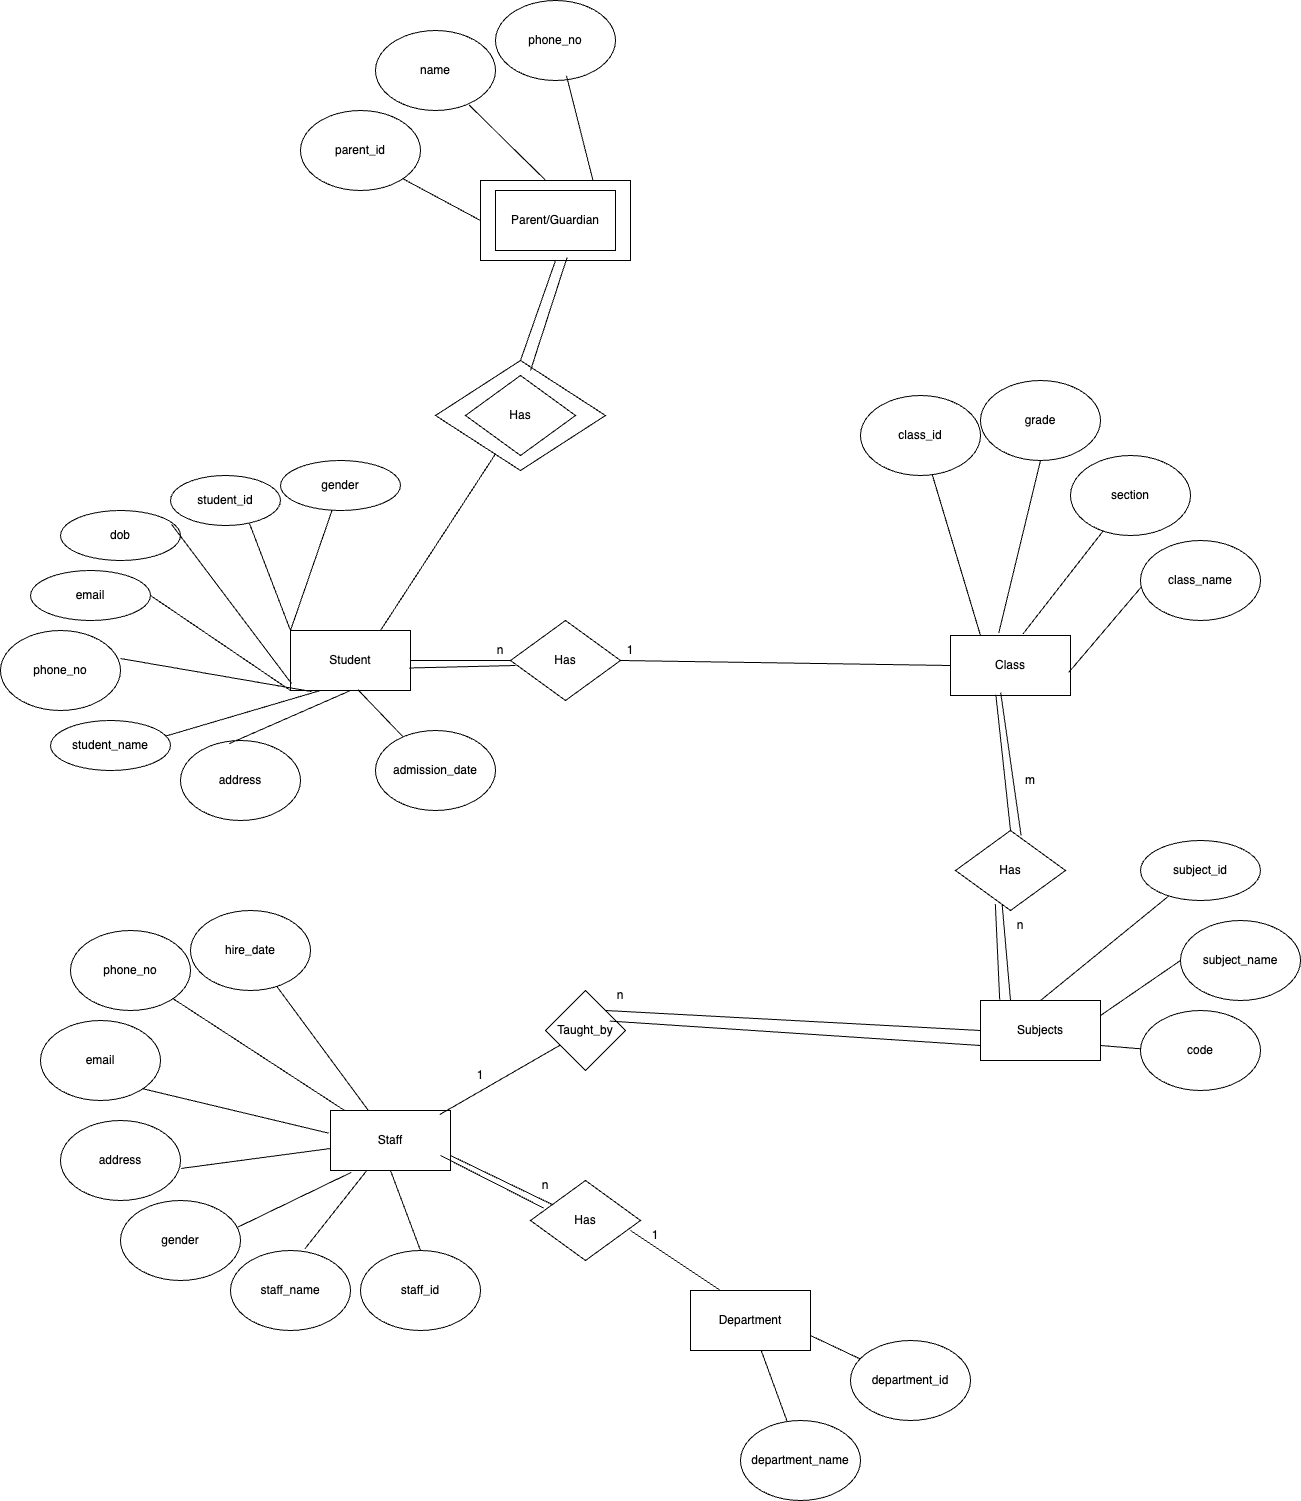 phone_no
name
parent_id
Parent/Guardian
Has
class_id
grade
section
class_name
gender
student_id
dob
email
phone_no
student_name
address
admission_date
Student
n
Has
1
Class
m
Has
n
subject_id
subject_name
code
Subjects
n
Taught_by
1
hire_date
phone_no
email
address
gender
staff_name
staff_id
Staff
n
Has
1
Department
department_id
department_name